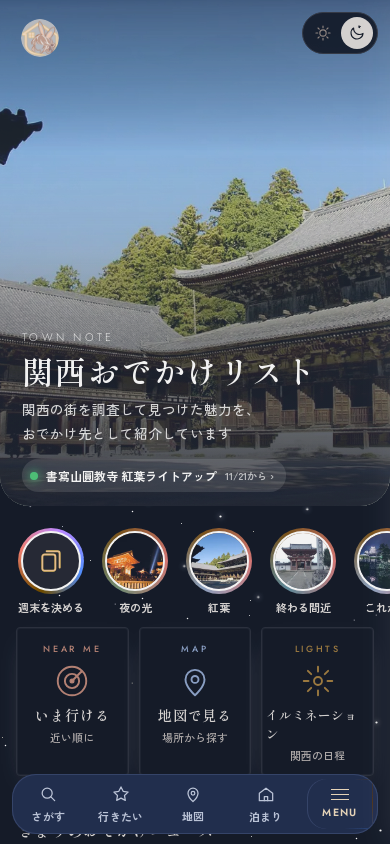 TOWN NOTE
関西おでかけリスト
関西の街を調査して見つけた魅力を、
おでかけ先として紹介しています
書寫山圓教寺 紅葉ライトアップ 11/21から ›
週末を決める
夜の光
紅葉
終わる間近
これか
NEAR ME
いま行ける
近い順に
MAP
地図で見る
場所から探す
LIGHTS
イルミネーション
ン
関西の日程
さがす
行きたい
地図
泊まり
MENU